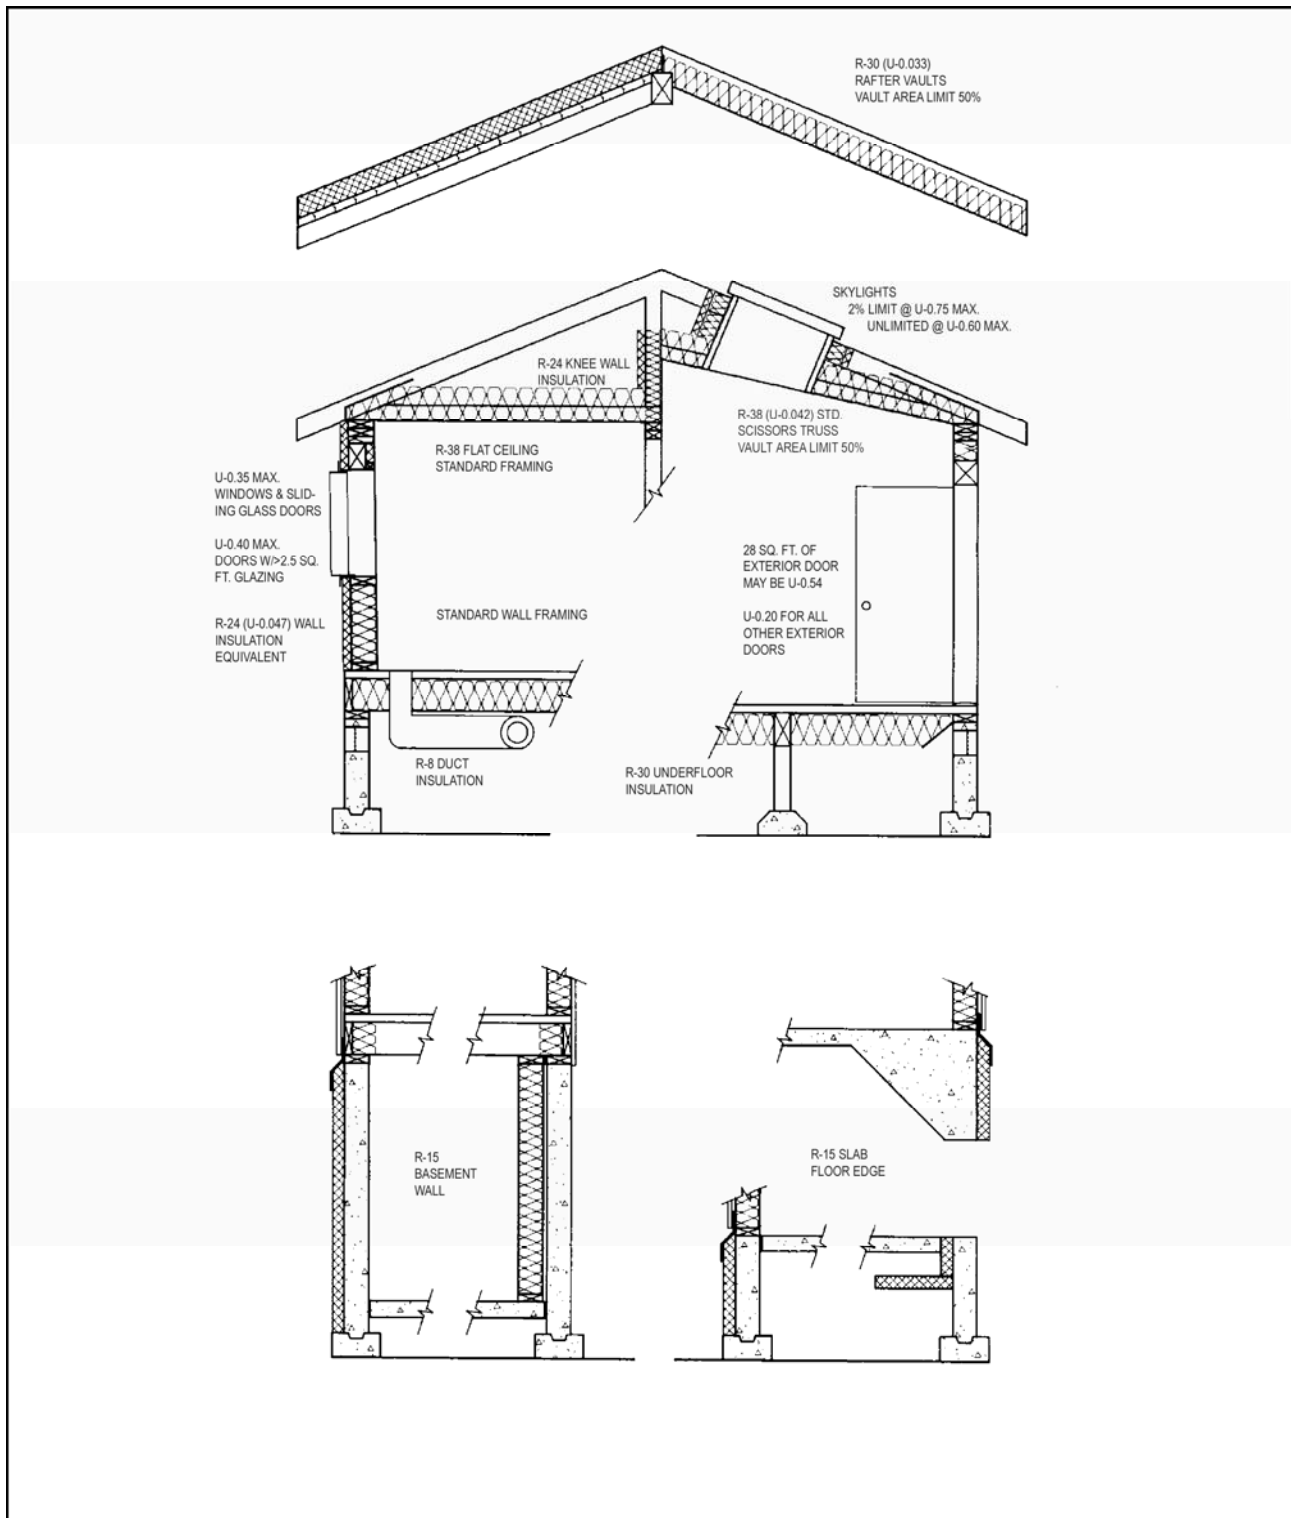 R-30 (U-0.033)
RAFTER VAULTS
VAULT AREA LIMIT 50%
SKYLIGHTS
2% LIMIT @ U-0.75 MAX.
UNLIMITED @ U-0.60 MAX.
R-24 KNEE WALL
INSULATION
R-38 (U-0.042) STD.
SCISSORS TRUSS
VAULT AREA LIMIT 50%
R-38 FLAT CEILING
STANDARD FRAMING
U-0.35 MAX.
WINDOWS & SLID-
ING GLASS DOORS
U-0.40 MAX.
DOORS W/>2.5 SQ.
FT. GLAZING
R-24 (U-0.047) WALL
INSULATION
EQUIVALENT
STANDARD WALL FRAMING
28 SQ. FT. OF
EXTERIOR DOOR
MAY BE U-0.54
U-0.20 FOR ALL
OTHER EXTERIOR
DOORS
R-8 DUCT
INSULATION
R-30 UNDERFLOOR
INSULATION
R-15
BASEMENT
WALL
R-15 SLAB
FLOOR EDGE